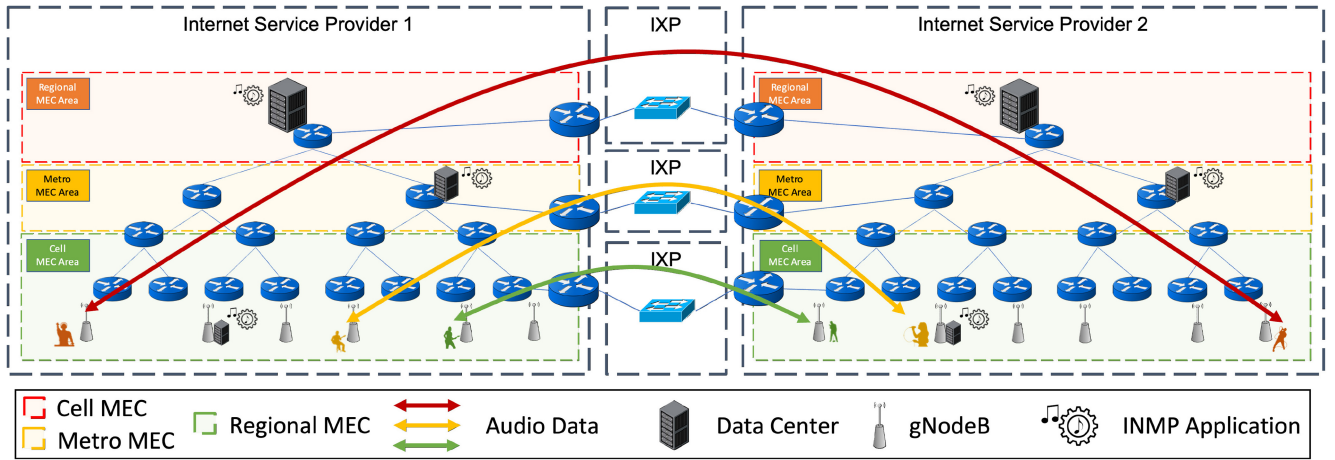 Internet Service Provider 1
IXP
Internet Service Provider 2
Regional
MEC Area
Regional
MEC Area
Metro
MEC Area
IXP
Metro
MEC Area
Cell
MEC Area
IXP
Cell
MEC Area
Cell MEC
Metro MEC
Regional MEC
Audio Data
Data Center
gNodeB
INMP Application